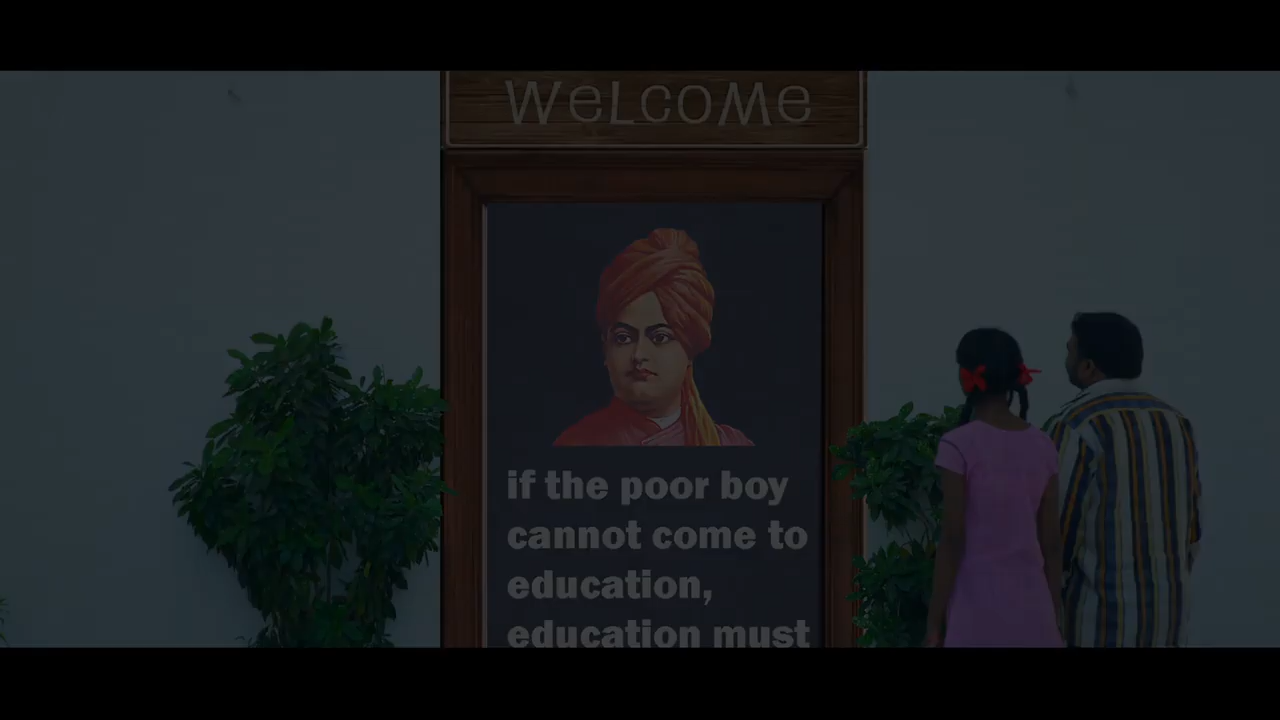 WeLCoMe
if the poor boy
cannot come to
education,
education must